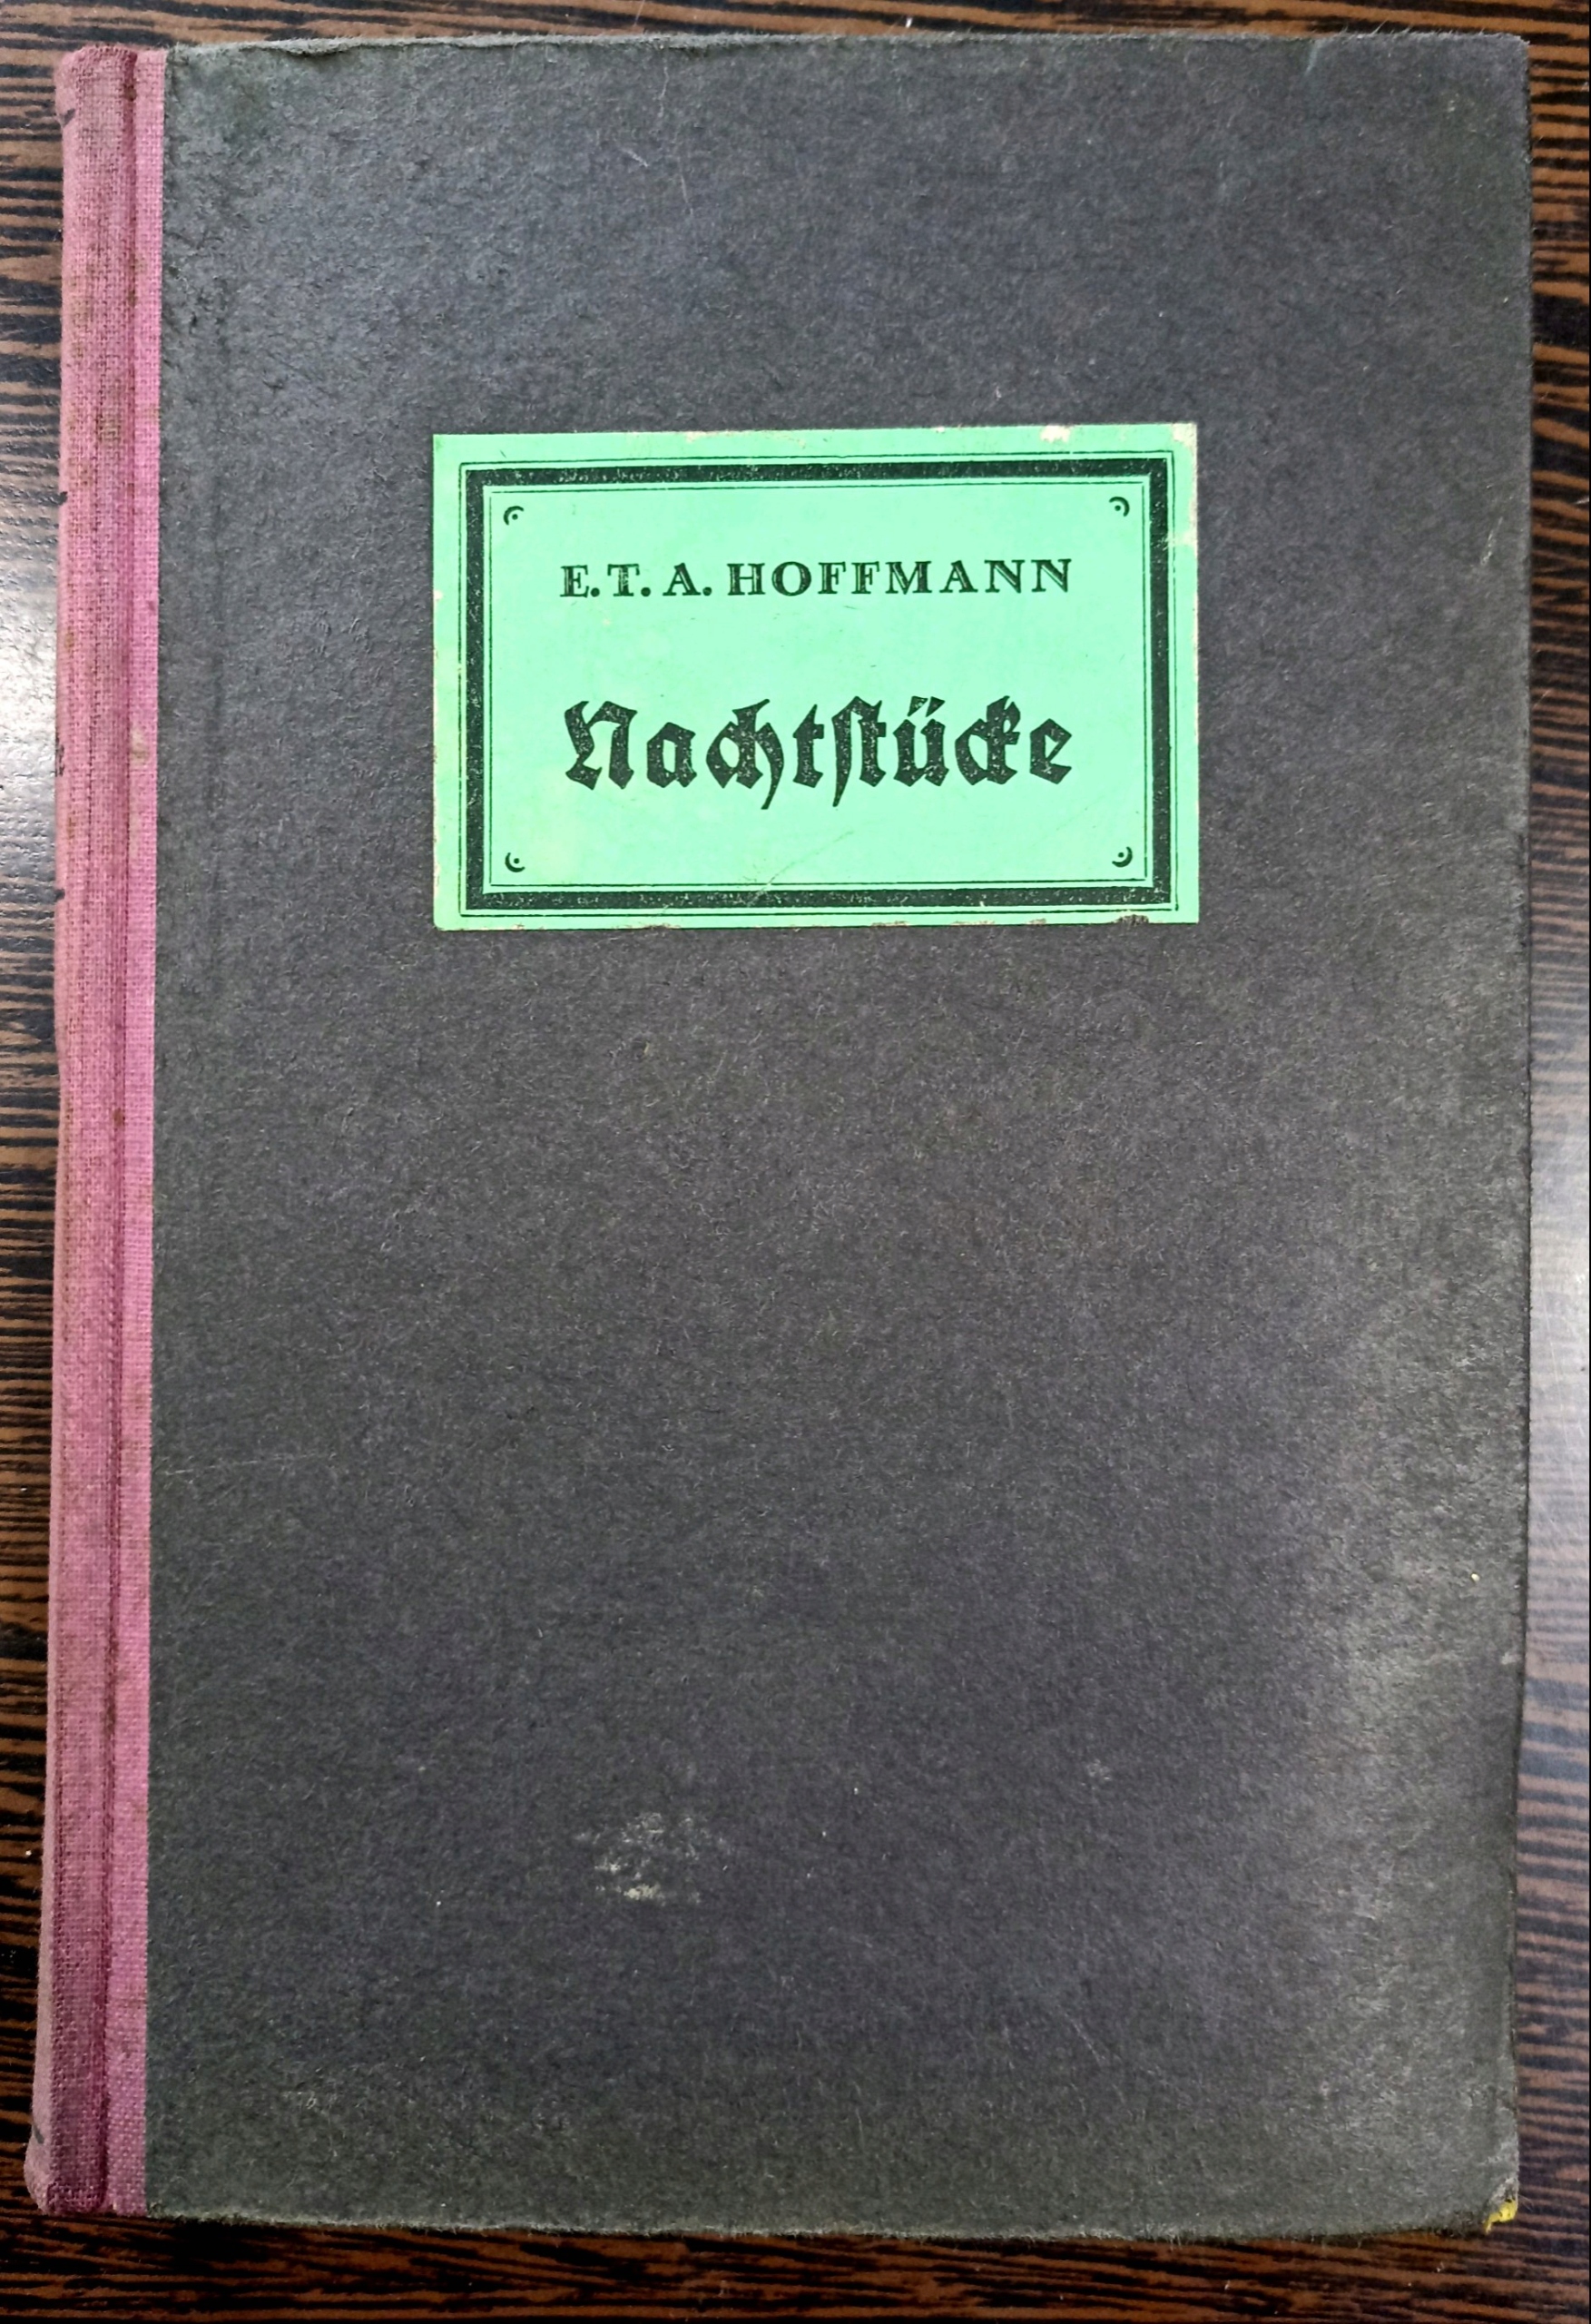 E. T. A. HOFFMANN
Nachtſtücke